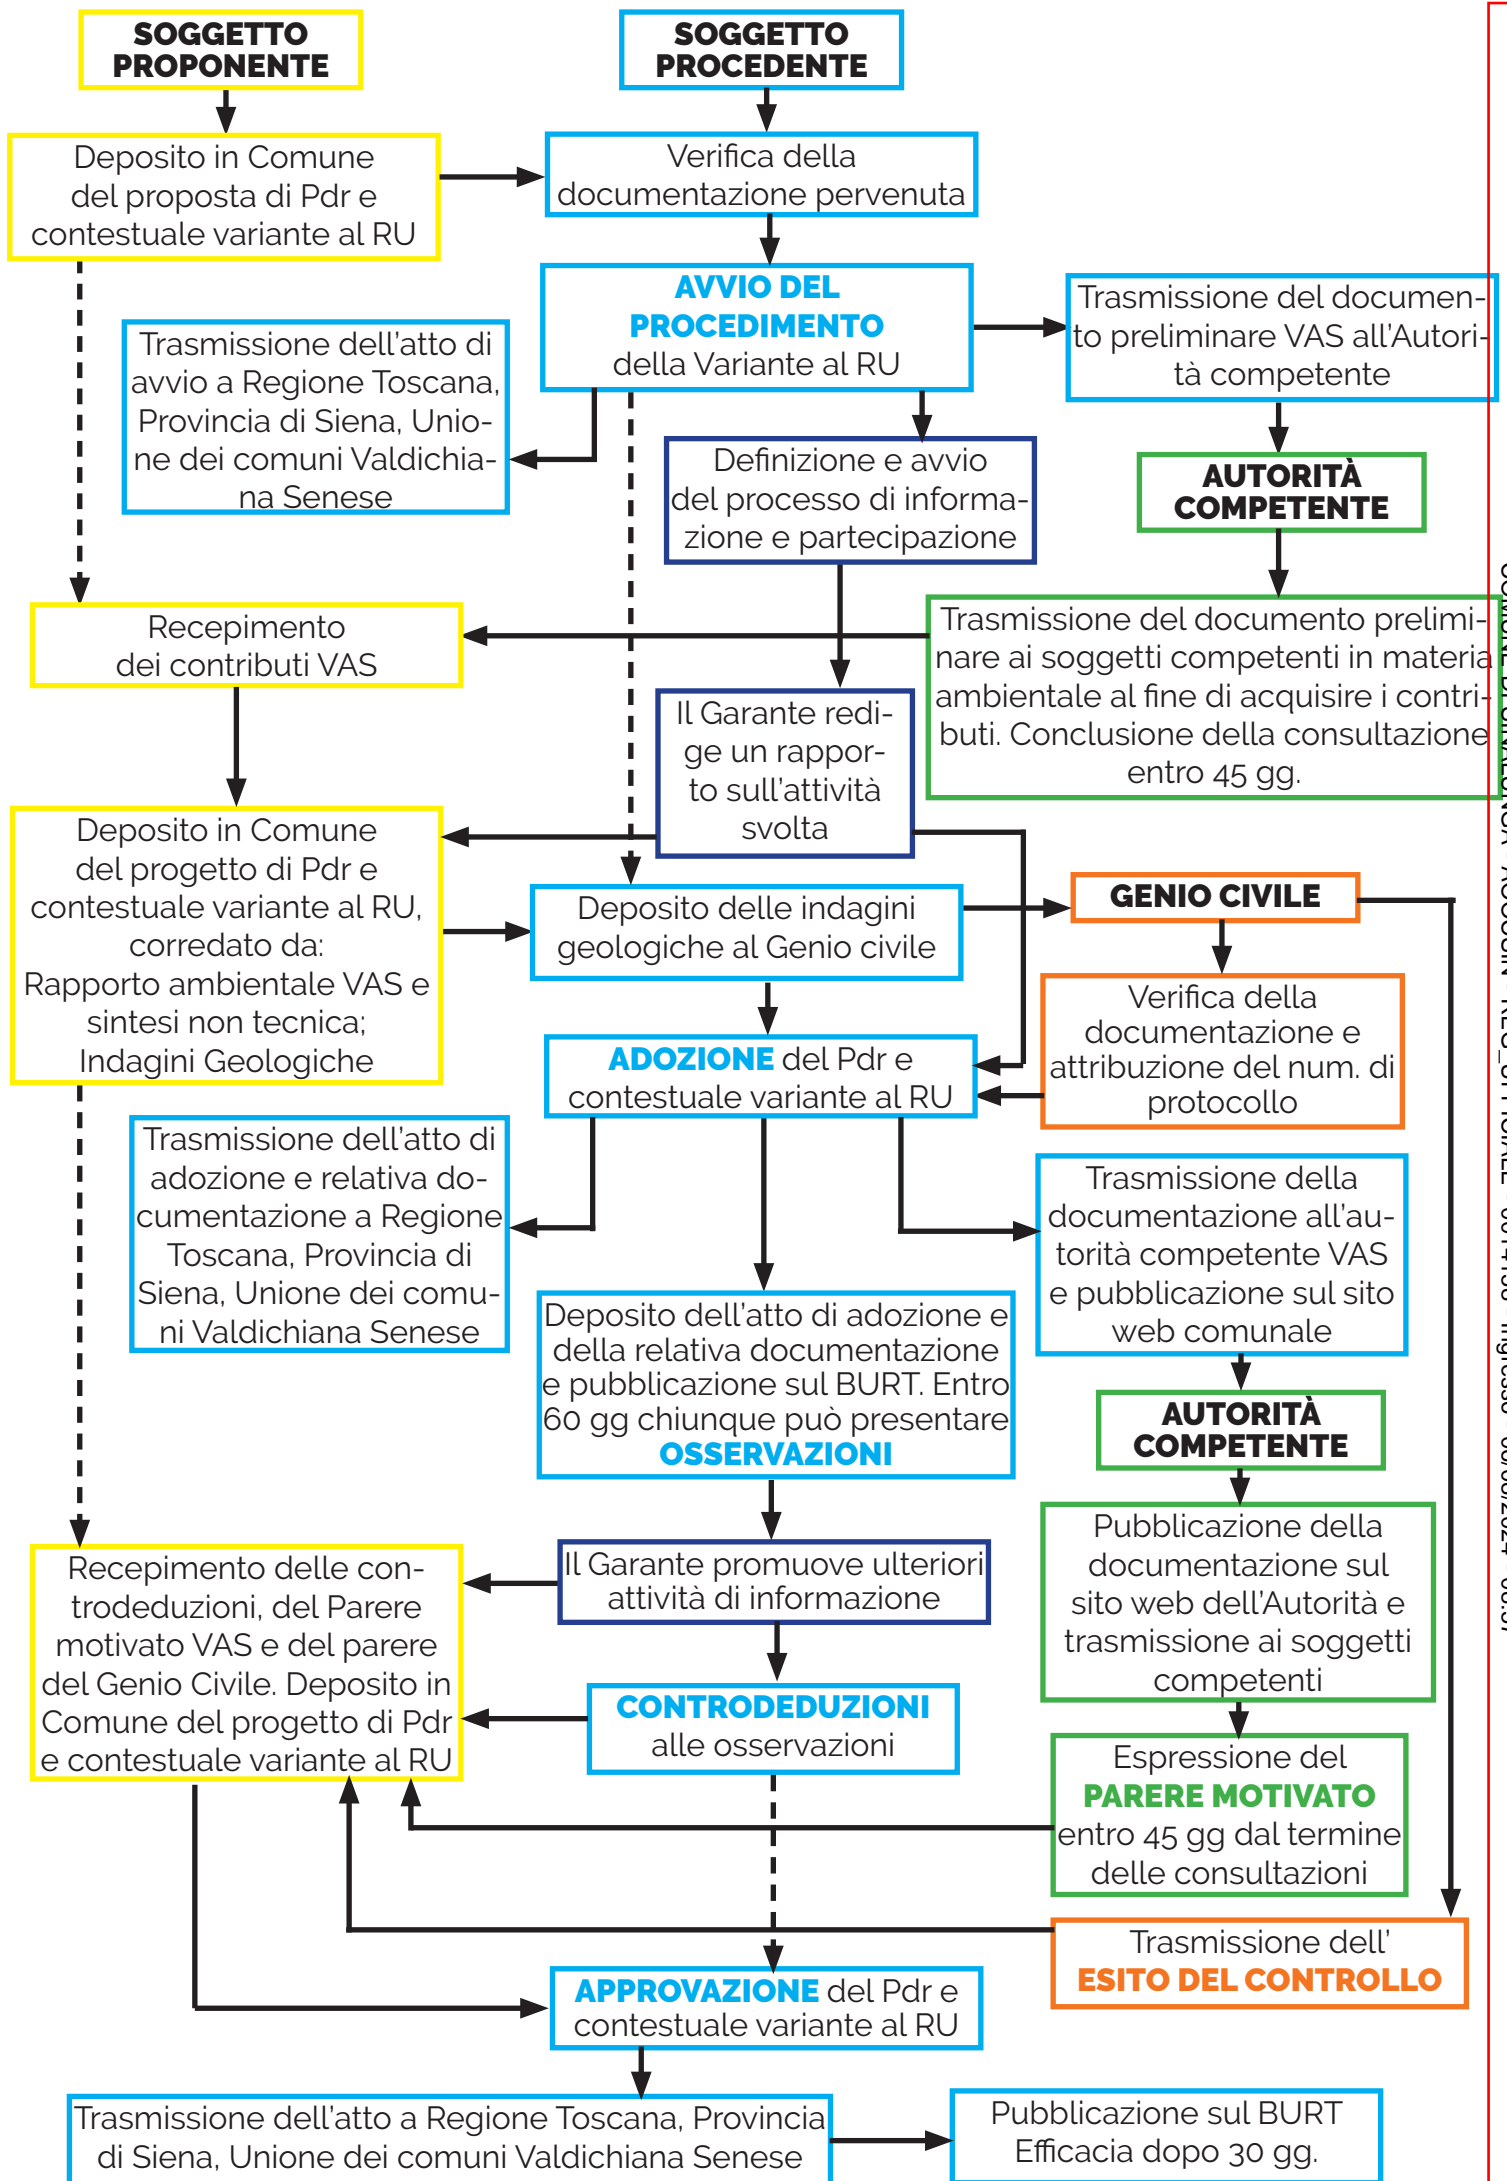 SOGGETTO
PROPONENTE
SOGGETTO
PROCEDENTE
Deposito in Comune
del proposta di Pdr e
contestuale variante al RU
Verifica della
documentazione pervenuta
AVVIO DEL
PROCEDIMENTO
della Variante al RU
Trasmissione del documen-
to preliminare VAS all'Autori-
tà competente
Trasmissione dell'atto di
avvio a Regione Toscana,
Provincia di Siena, Unio-
ne dei comuni Valdichia-
na Senese
Definizione e avvio
del processo di informa-
zione e partecipazione
AUTORITÀ
COMPETENTE
Recepimento
dei contributi VAS
Trasmissione del documento prelimi-
nare ai soggetti competenti in materia
ambientale al fine di acquisire i contri-
buti. Conclusione della consultazione
entro 45 gg.
Il Garante redi-
ge un rappor-
to sull'attività
svolta
Deposito in Comune
del progetto di Pdr e
contestuale variante al RU,
corredato da:
Rapporto ambientale VAS e
sintesi non tecnica;
Indagini Geologiche
Deposito delle indagini
geologiche al Genio civile
GENIO CIVILE
Verifica della
documentazione e
attribuzione del num. di
protocollo
ADOZIONE del Pdr e
contestuale variante al RU
Trasmissione dell'atto di
adozione e relativa do-
cumentazione a Regione
Toscana, Provincia di
Siena, Unione dei comu-
ni Valdichiana Senese
Trasmissione della
documentazione all'au-
torità competente VAS
e pubblicazione sul sito
web comunale
Deposito dell'atto di adozione e
della relativa documentazione
e pubblicazione sul BURT. Entro
60 gg chiunque può presentare
OSSERVAZIONI
AUTORITÀ
COMPETENTE
Pubblicazione della
documentazione sul
sito web dell'Autorità e
trasmissione ai soggetti
competenti
Il Garante promuove ulteriori
attività di informazione
Recepimento delle con-
trodeduzioni, del Parere
motivato VAS e del parere
del Genio Civile. Deposito in
Comune del progetto di Pdr
e contestuale variante al RU
CONTRODEDUZIONI
alle osservazioni
Espressione del
PARERE MOTIVATO
entro 45 gg dal termine
delle consultazioni
Trasmissione dell'
ESITO DEL CONTROLLO
APPROVAZIONE del Pdr e
contestuale variante al RU
Trasmissione dell'atto a Regione Toscana, Provincia
di Siena, Unione dei comuni Valdichiana Senese
Pubblicazione sul BURT
Efficacia dopo 30 gg.